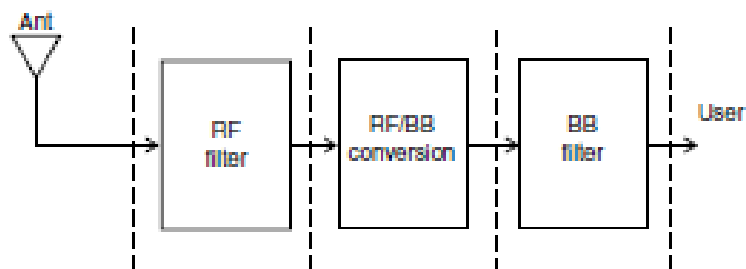 Ant
RF
filter
RF/BB
conversion
BB
filter
User